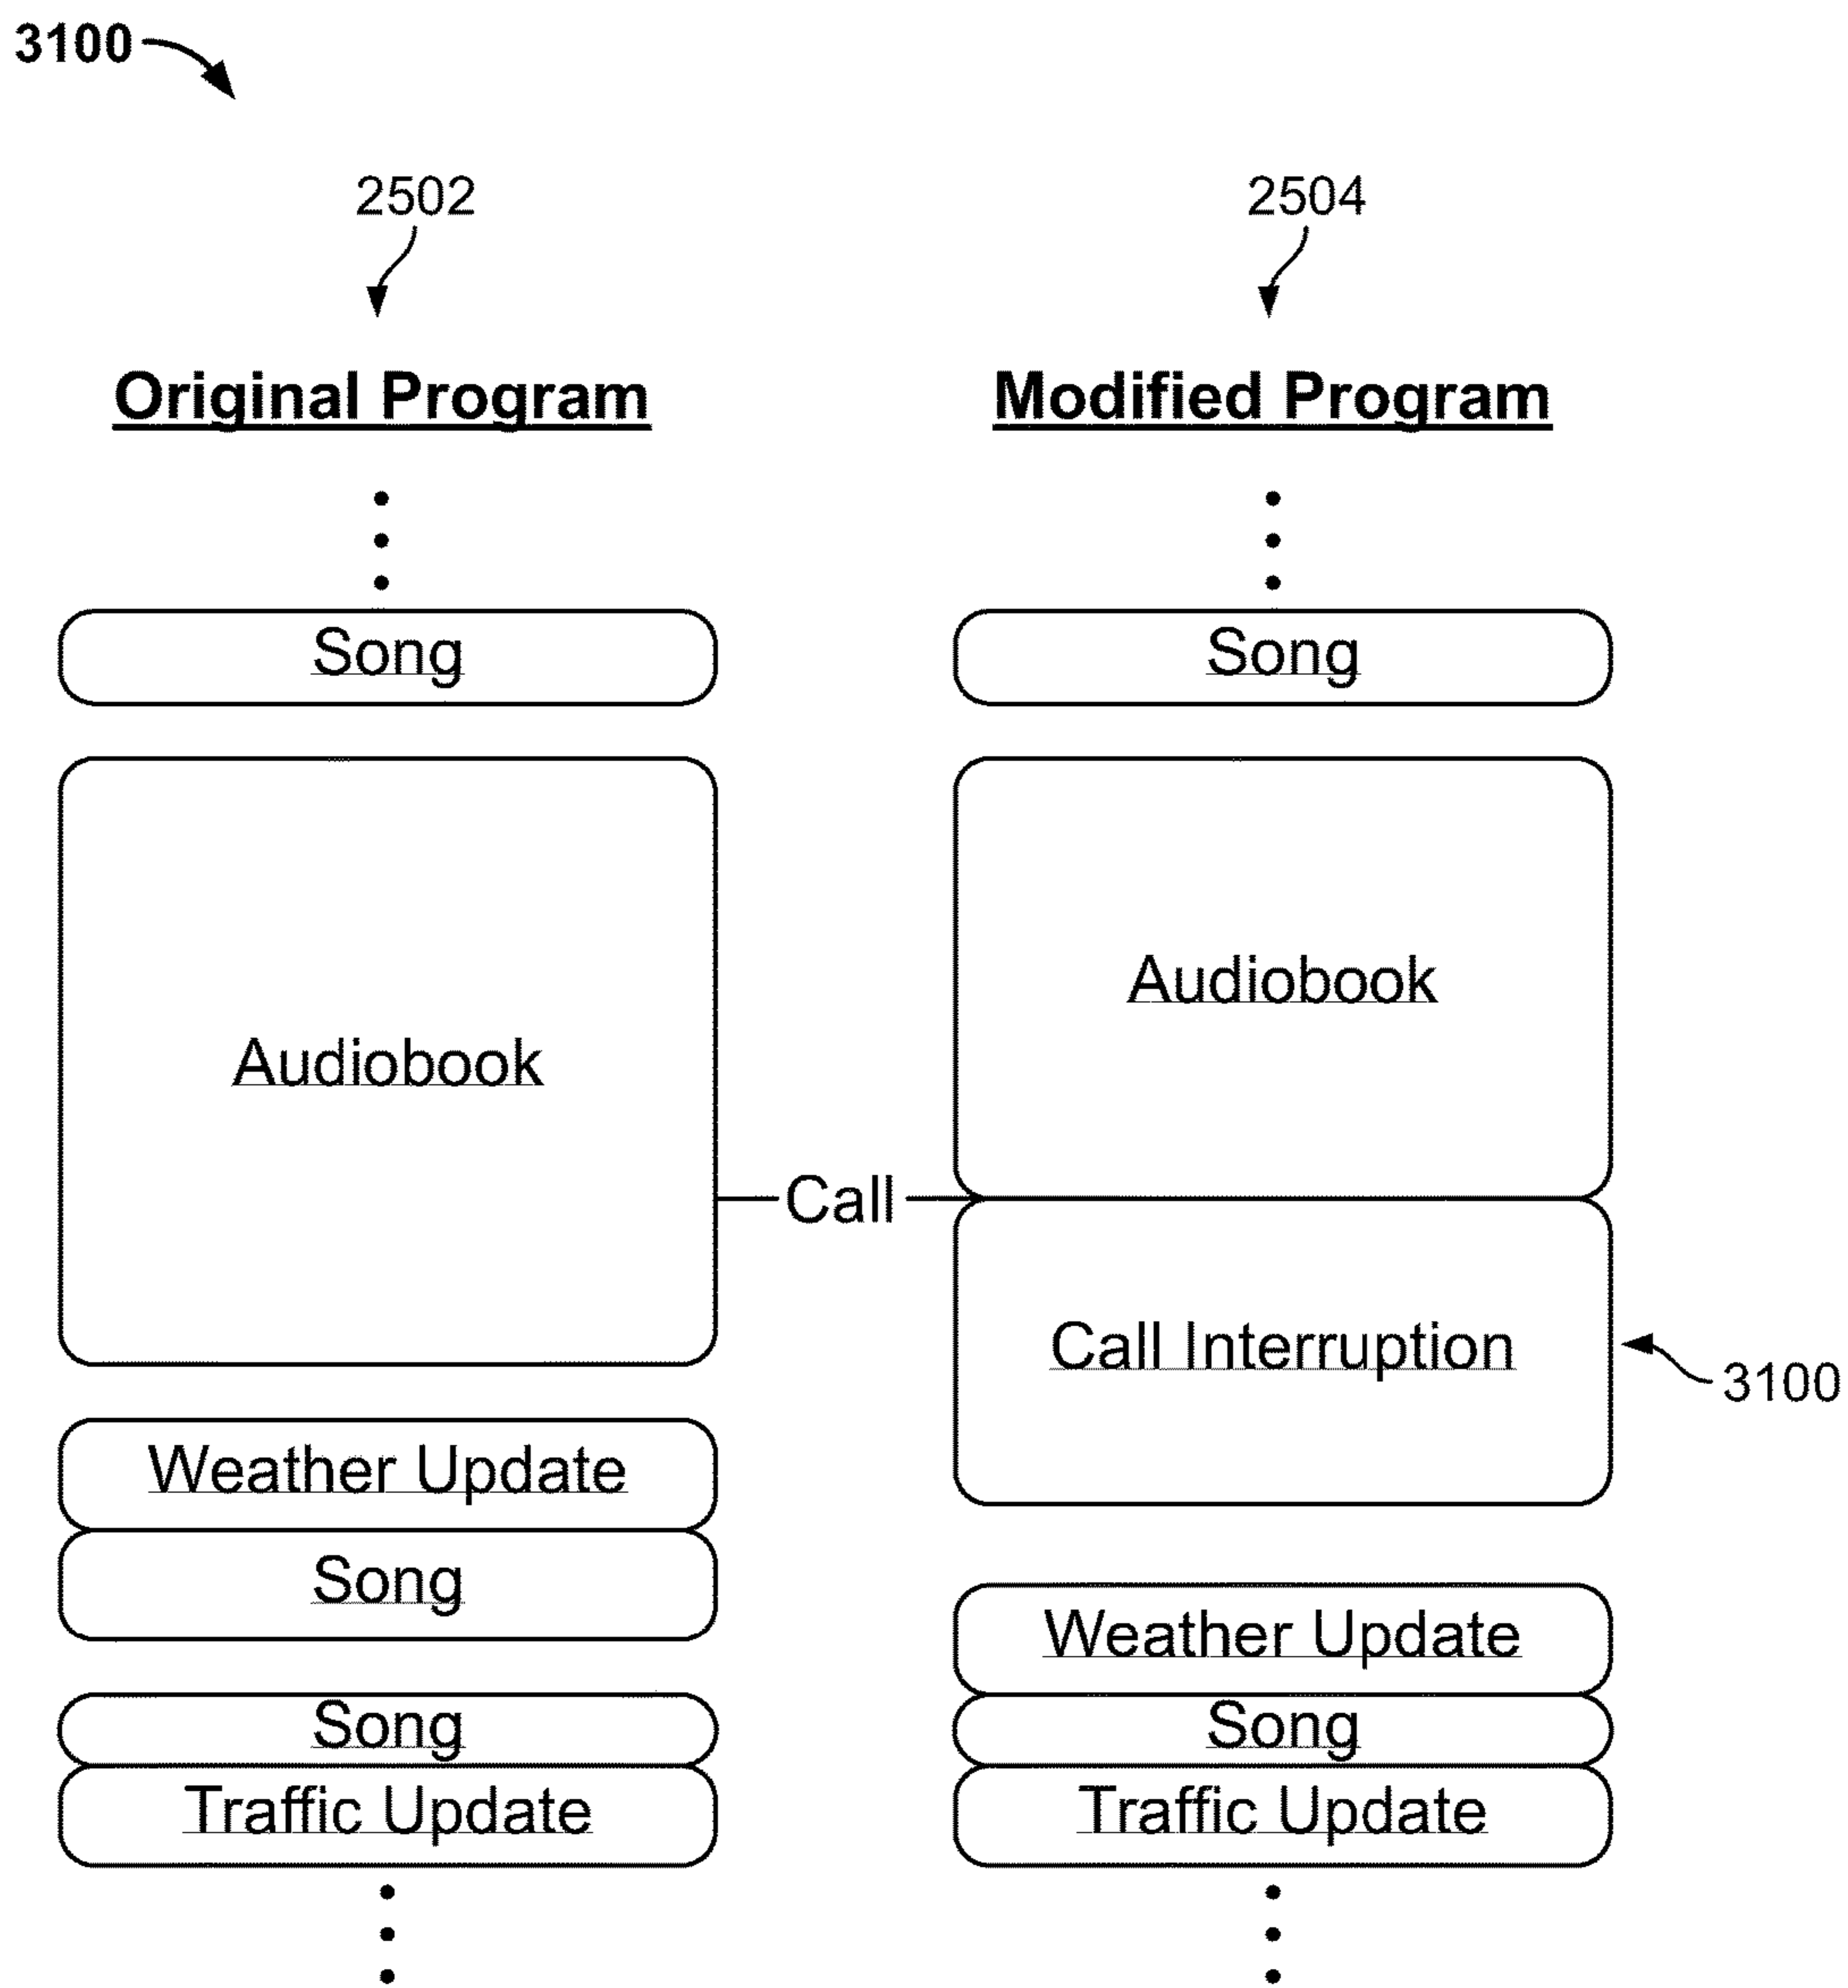 3100
2502
2504
Original Program
Modified Program
Song
Song
Audiobook
Audiobook
Call
Call Interruption
3100
Weather Update
Song
Weather Update
Song
Song
Traffic Update
Traffic Update